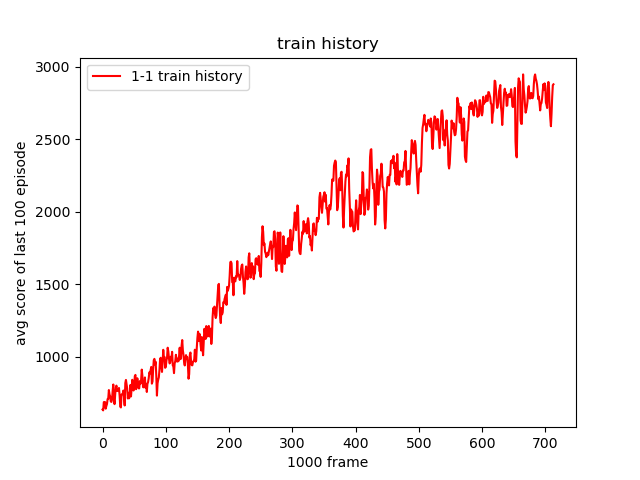 train history
1-1 train history
3000
2500
2000
1500
1000
avg score of last 100 episode
0 100 200 300 400 500 600 700
1000 frame